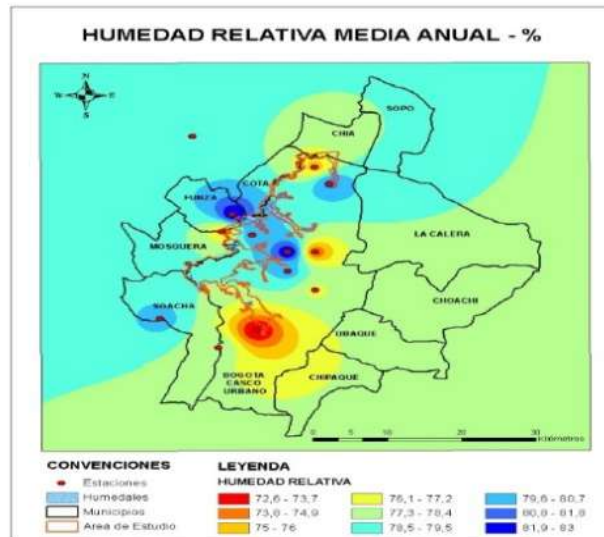 HUMEDAD RELATIVA MEDIA ANUAL - %
N
W E
S
SOPO
CHIA
COTA
FUNZA
LA CALERA
MOSQUERA
CHOACHI
SOACHA
UBAQUE
BOGOTA
CASCO
URBANO
CHIPAQUE
0 5 10 20 30
Kilómetros
CONVENCIONES
Estaciones
Humedales
Municipios
Area de Estudio
LEYENDA
HUMEDAD RELATIVA
72,6 - 73,7
73,8 - 74,9
75 - 76
76,1 - 77,2
77,3 - 78,4
78,5 - 79,5
79,6 - 80,7
80,8 - 81,8
81,9 - 83